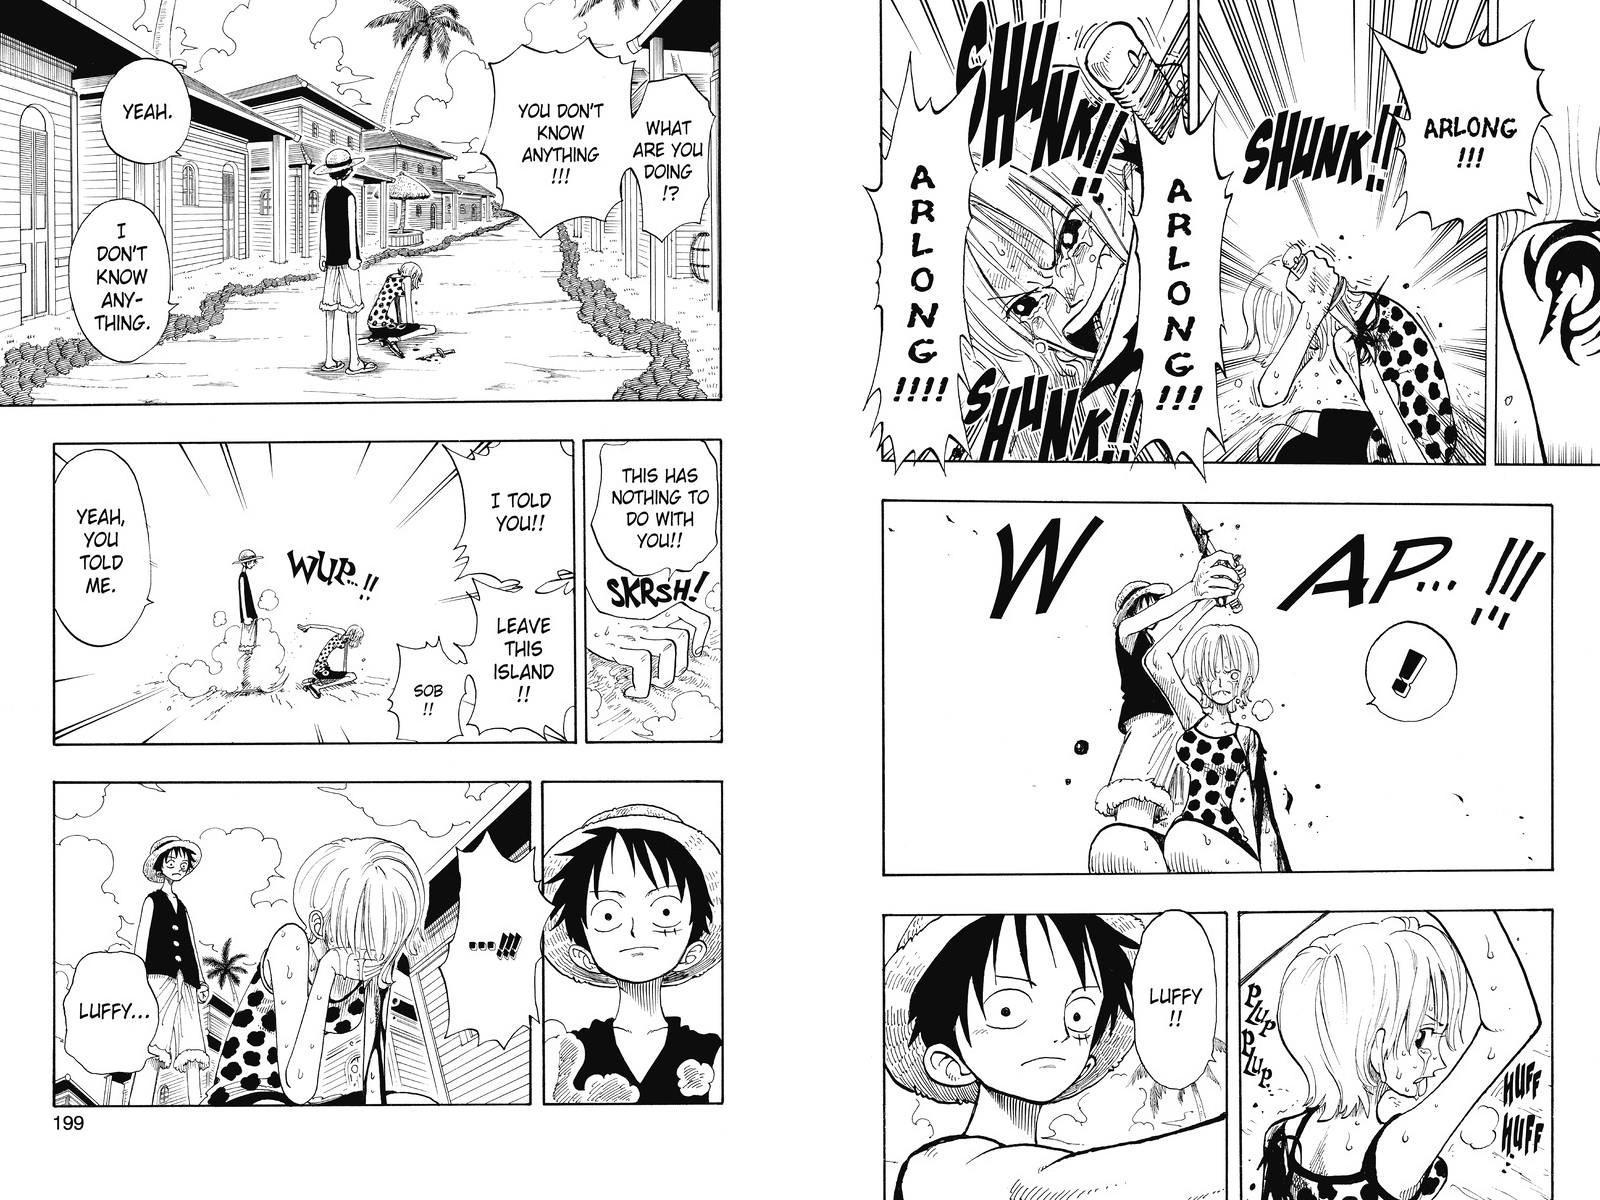 ARLONG
!!!
SHUNK!!
ARLONG!!!
SHUNK!!
ARLONG!!!!
SHUNK!!
WAP...!!!
!
HUFF
HUFF
PLUP
PLUP...
LUFFY
!!
WHAT
ARE YOU
DOING
!?
YOU DON'T
KNOW
ANYTHING
!!!
YEAH.
I
DON'T
KNOW
ANY-
THING.
THIS HAS
NOTHING TO
DO WITH
YOU!!
SKRSH!
I TOLD
YOU!!
LEAVE
THIS
ISLAND
!!
SOB
!!
WUP...!!
YEAH,
YOU
TOLD
ME.
...!!!
LUFFY...
199